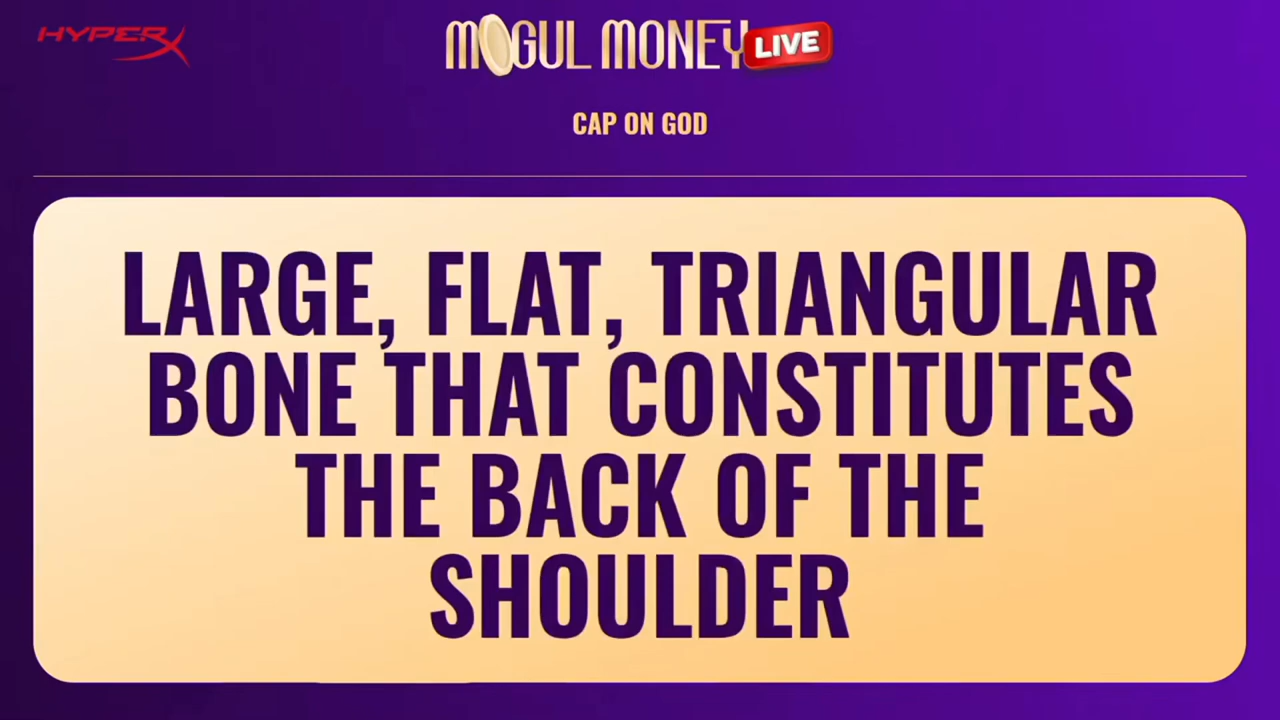 HYPERX
MOGUL MONEY LIVE
CAP ON GOD
LARGE, FLAT, TRIANGULAR
BONE THAT CONSTITUTES
THE BACK OF THE
SHOULDER